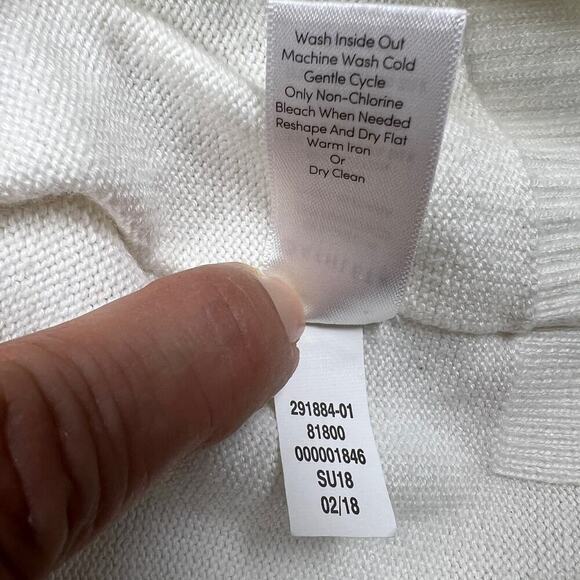 Wash Inside Out
Machine Wash Cold
Gentle Cycle
Only Non-Chlorine
Bleach When Needed
Reshape And Dry Flat
Warm Iron
Or
Dry Clean
291884-01
81800
000001846
SU18
02/18